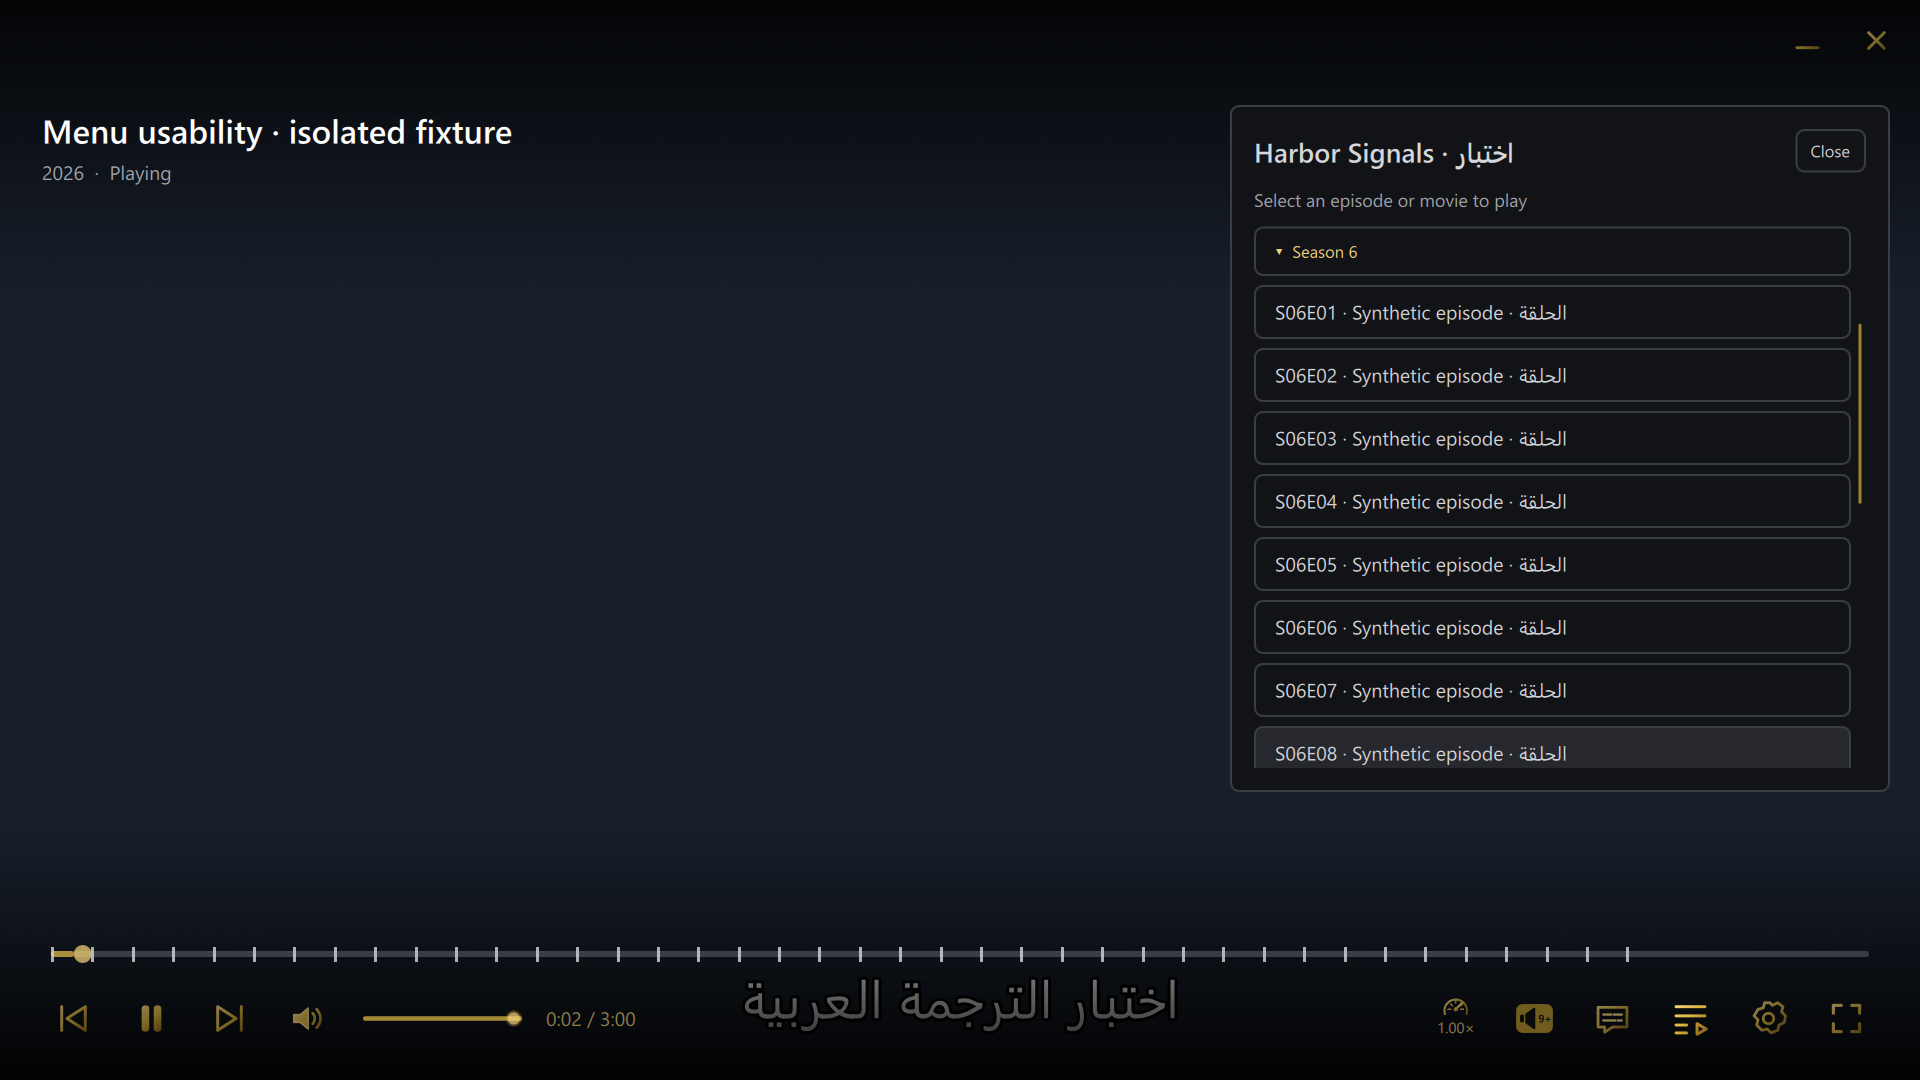 Menu usability · isolated fixture
2026 · Playing
Harbor Signals · اختبار
Close
Select an episode or movie to play
▾ Season 6
S06E01 · Synthetic episode · الحلقة
S06E02 · Synthetic episode · الحلقة
S06E03 · Synthetic episode · الحلقة
S06E04 · Synthetic episode · الحلقة
S06E05 · Synthetic episode · الحلقة
S06E06 · Synthetic episode · الحلقة
S06E07 · Synthetic episode · الحلقة
S06E08 · Synthetic episode · الحلقة
اختبار الترجمة العربية
0:02 / 3:00
1.00×
9+